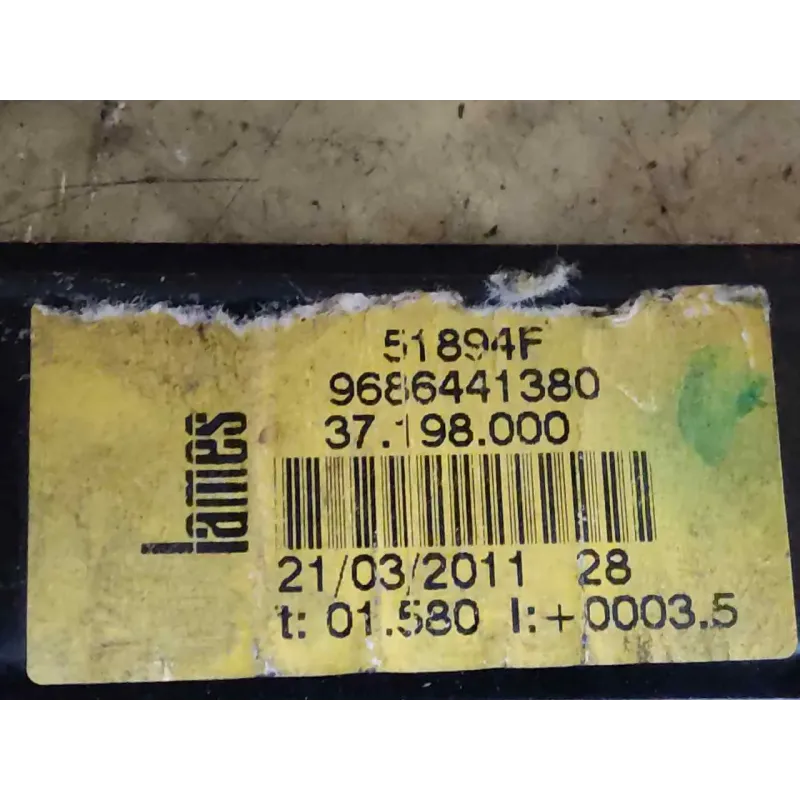 51894F
9686441380
37.198.000
lames
21/03/2011 28
t: 01.580 l:+0003.5